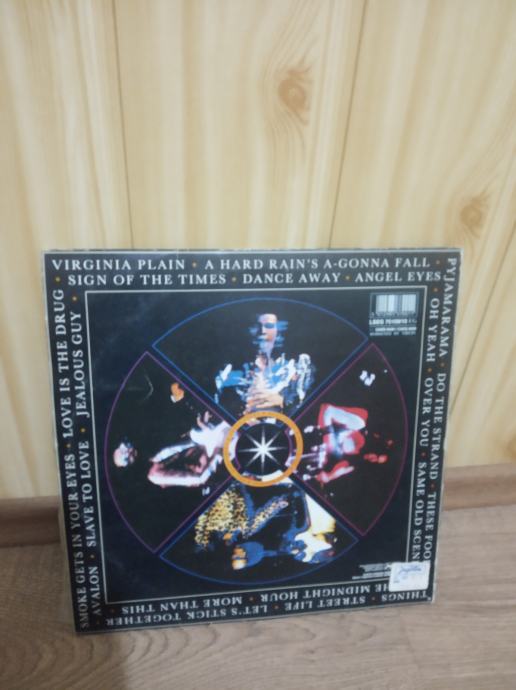 VIRGINIA PLAIN · A HARD RAIN'S A-GONNA FALL ·
· SIGN OF THE TIMES · DANCE AWAY · ANGEL EYES
PYJAMARAMA · DO THE STRAND · THESE FOO
· OH YEAH · OVER YOU · SAME OLD SCEN
THINGS · STREET LIFE · LET'S STICK TOGETHER
THE MIDNIGHT HOUR · MORE THAN THIS
SMOKE GETS IN YOUR EYES · LOVE IS THE DRUG
AVALON · SLAVE TO LOVE · JEALOUS GUY ·